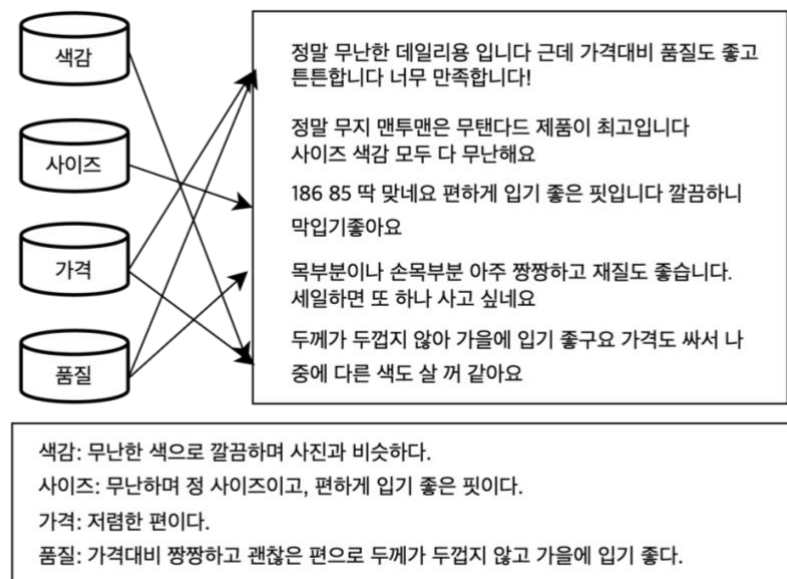 색감
사이즈
가격
품질
정말 무난한 데일리용 입니다 근데 가격대비 품질도 좋고
튼튼합니다 너무 만족합니다!
정말 무지 맨투맨은 무탠다드 제품이 최고입니다
사이즈 색감 모두 다 무난해요
186 85 딱 맞네요 편하게 입기 좋은 핏입니다 깔끔하니
막입기좋아요
목부분이나 손목부분 아주 짱짱하고 재질도 좋습니다.
세일하면 또 하나 사고 싶네요
두께가 두껍지 않아 가을에 입기 좋구요 가격도 싸서 나
중에 다른 색도 살 꺼 같아요
색감: 무난한 색으로 깔끔하며 사진과 비슷하다.
사이즈: 무난하며 정 사이즈이고, 편하게 입기 좋은 핏이다.
가격: 저렴한 편이다.
품질: 가격대비 짱짱하고 괜찮은 편으로 두께가 두껍지 않고 가을에 입기 좋다.